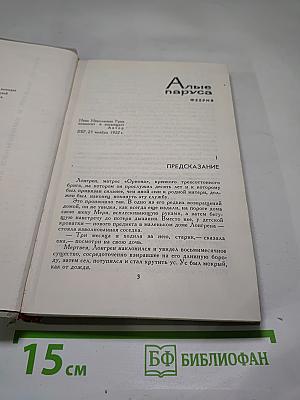 Алые
паруса
ФЕЕРИЯ
Нине Николаевне Грин
подносит и посвящает
Автор
ПБГ, 23 ноября 1922 г.
I
ПРЕДСКАЗАНИЕ
Лонгрен, матрос «Ориона», крепкого трехсоттонного
брига, на котором он прослужил десять лет и к которому
был привязан сильнее, чем иной сын к родной матери, дол-
жен был наконец покинуть эту службу.
Это произошло так. В одно из его редких возвращений
домой, он не увидел, как всегда еще издали, на пороге дома
свою жену Мери, всплескивающую руками, а затем бегу-
щую навстречу до потери дыхания. Вместо нее, у детской
кроватки — нового предмета в маленьком доме Лонгрена —
стояла взволнованная соседка.
— Три месяца я ходила за нею, старик, — сказала
она, — посмотри на свою дочь.
Мертвея, Лонгрен наклонился и увидел восьмимесячное
существо, сосредоточенно взиравшее на его длинную боро-
ду, затем сел, потупился и стал крутить ус. Ус был мокрый,
как от дождя.
3
15 СМ
БФ БИБЛИОФАН